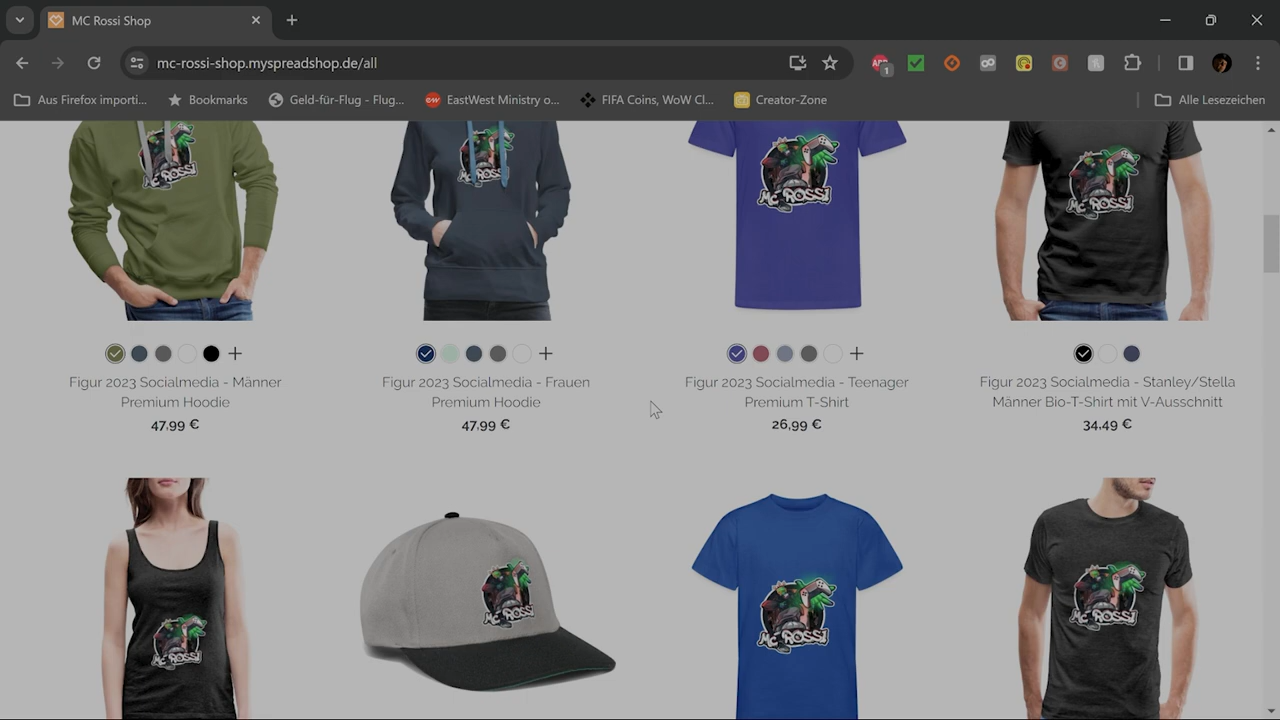 MC Rossi Shop
mc-rossi-shop.myspreadshop.de/all
1
Aus Firefox importi...
Bookmarks
Geld-für-Flug - Flug...
EastWest Ministry o...
FIFA Coins, WoW Cl...
Creator-Zone
Alle Lesezeichen
MC ROSSI
MC ROSSI
MC ROSSI
MC ROSSI
Figur 2023 Socialmedia - Männer
Premium Hoodie
47,99 €
Figur 2023 Socialmedia - Frauen
Premium Hoodie
47,99 €
Figur 2023 Socialmedia - Teenager
Premium T-Shirt
26,99 €
Figur 2023 Socialmedia - Stanley/Stella
Männer Bio-T-Shirt mit V-Ausschnitt
34,49 €
MC ROSSI
MC ROSSI
MC ROSSI
MC ROSSI